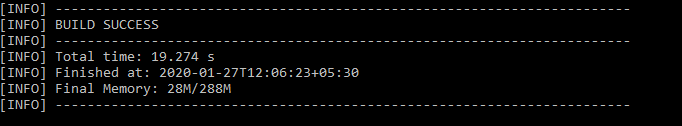 [INFO] ------------------------------------------------------------------------
[INFO] BUILD SUCCESS
[INFO] ------------------------------------------------------------------------
[INFO] Total time: 19.274 s
[INFO] Finished at: 2020-01-27T12:06:23+05:30
[INFO] Final Memory: 28M/288M
[INFO] ------------------------------------------------------------------------